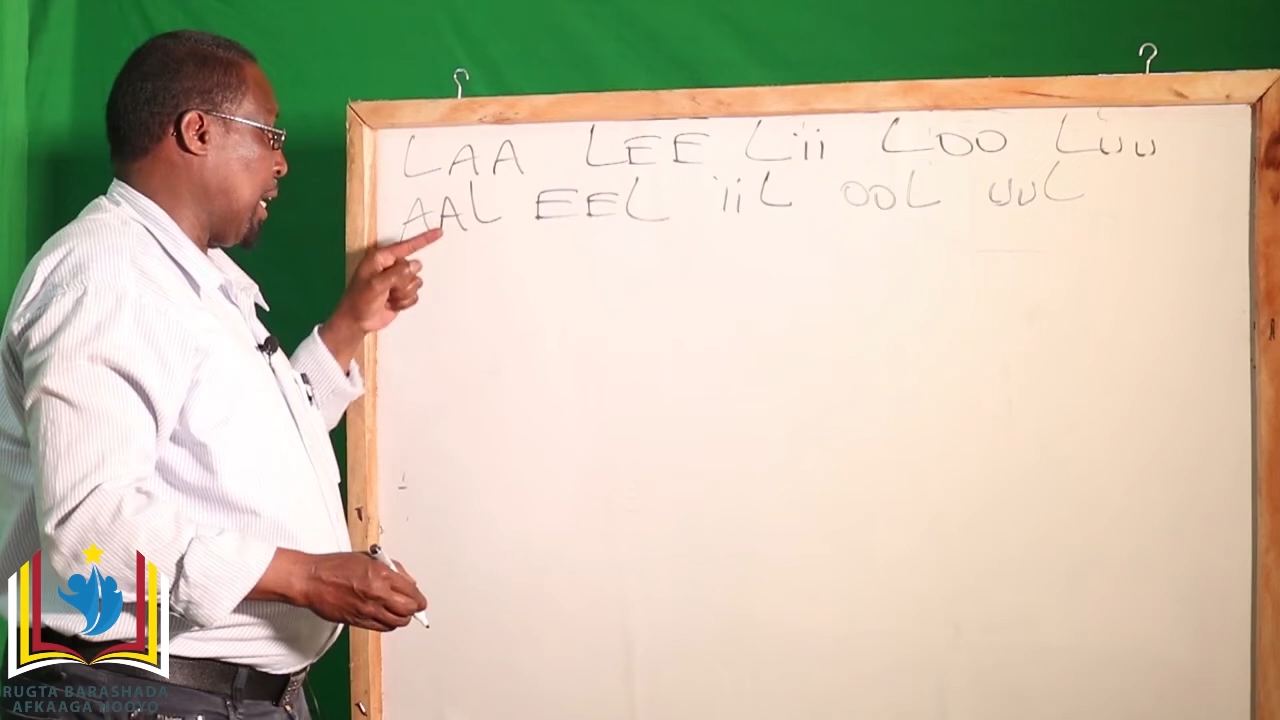 LAA LEE Lii LOO Luu
AAL EEL iiL OOL UUL
RUGTA BARASHADA
AFKAAGA HOOYO